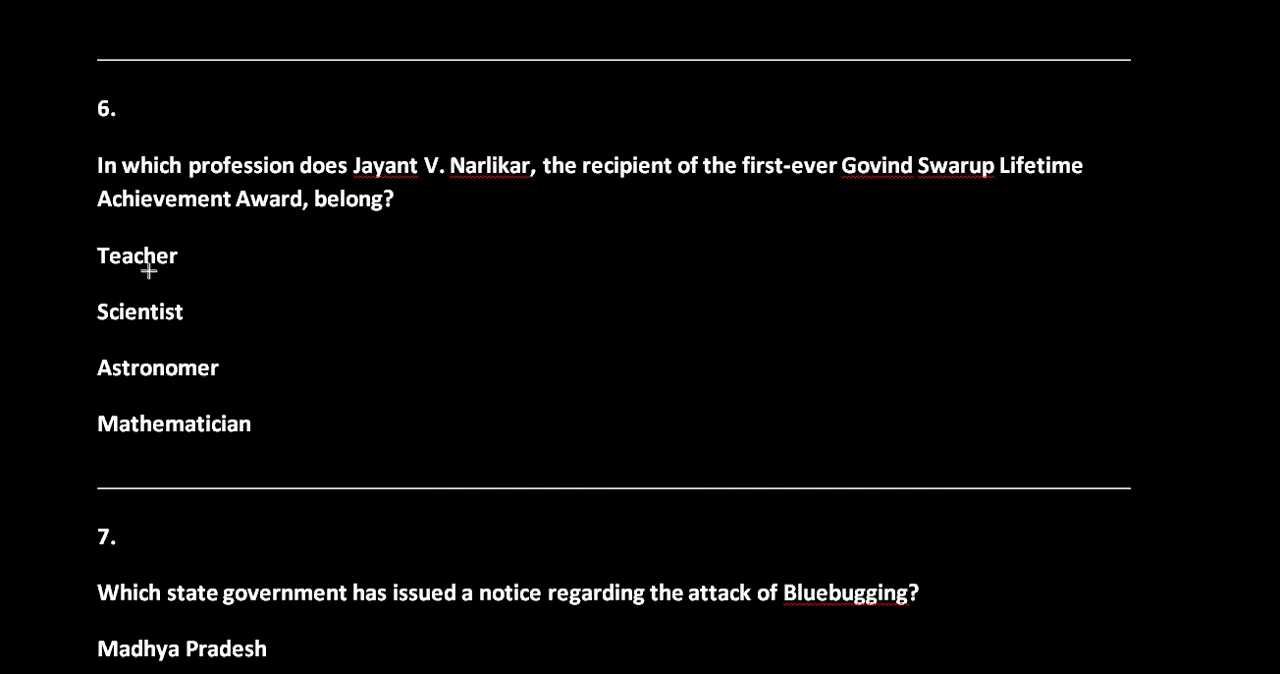 6.
In which profession does Jayant V. Narlikar, the recipient of the first-ever Govind Swarup Lifetime
Achievement Award, belong?
Teacher
Scientist
Astronomer
Mathematician
7.
Which state government has issued a notice regarding the attack of Bluebugging?
Madhya Pradesh